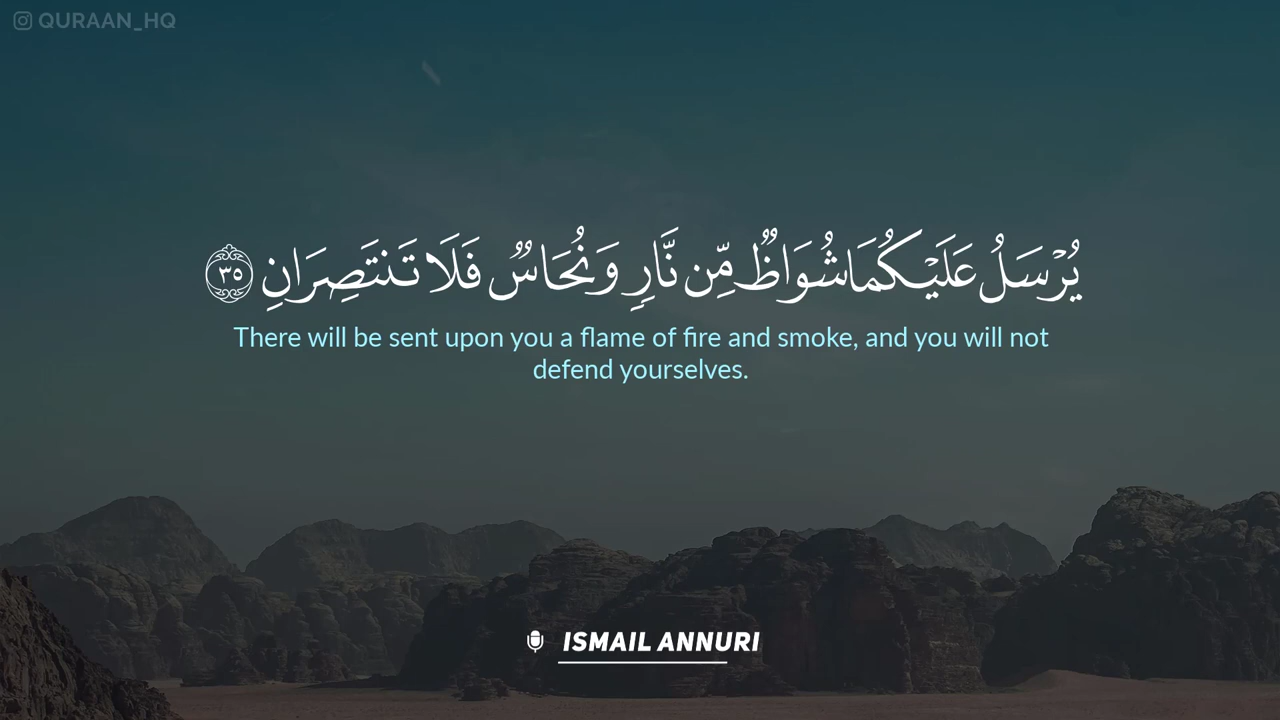 QURAAN_HQ
يُرْسَلُ عَلَيْكُمَا شُوَاظٌ مِّن نَّارٍ وَنُحَاسٌ فَلَا تَنتَصِرَانِ ٣٥
There will be sent upon you a flame of fire and smoke, and you will not
defend yourselves.
ISMAIL ANNURI